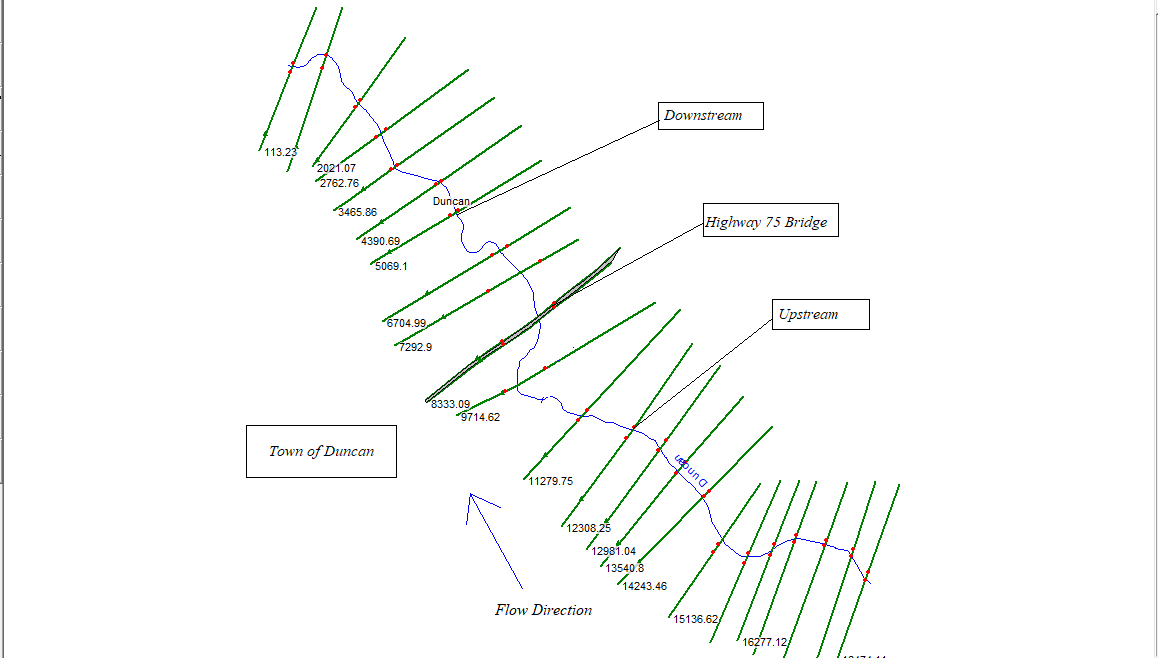 113.23
Downstream
2021.07
2762.76
Duncan
3465.86
Highway 75 Bridge
4390.69
5069.1
Upstream
6704.99
7292.9
8333.09
9714.62
Town of Duncan
Duncan
11279.75
12308.25
12981.04
13540.8
14243.46
Flow Direction
15136.62
16277.12